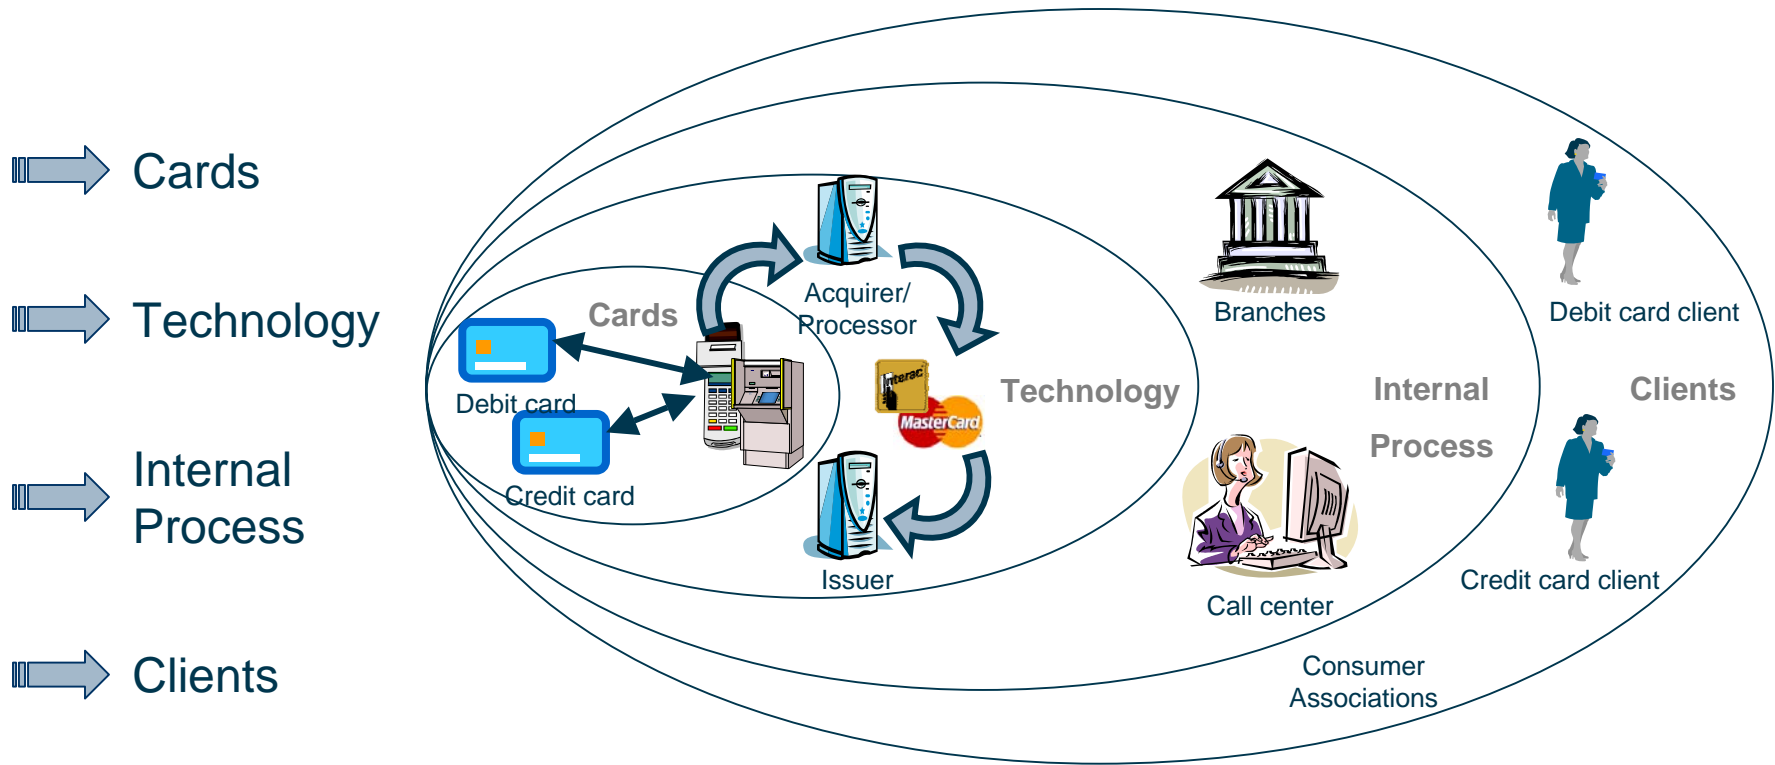 Cards
Technology
Internal
Process
Clients
Cards
Debit card
Credit card
Acquirer/
Processor
Interac
MasterCard
Issuer
Technology
Branches
Call center
Internal
Process
Debit card client
Clients
Credit card client
Consumer
Associations